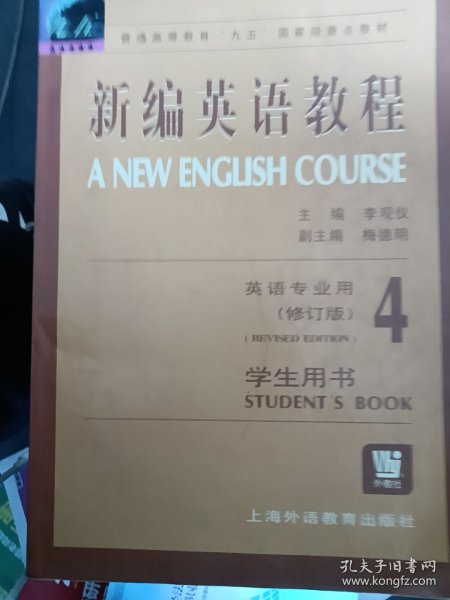 普通高等教育“九五”国家级重点教材
新编英语教程
A NEW ENGLISH COURSE
主编 李观仪
副主编 梅德明
英语专业用
(修订版)
(REVISED EDITION)
4
学生用书
STUDENT'S BOOK
外教社
上海外语教育出版社
孔夫子旧书网
www.kongfz.com